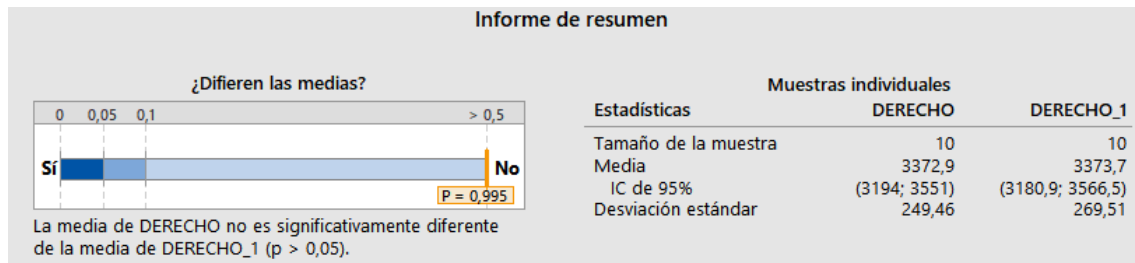 Informe de resumen
¿Difieren las medias?
0 0,05 0,1 > 0,5
Sí No
P = 0,995
La media de DERECHO no es significativamente diferente
de la media de DERECHO_1 (p > 0,05).
Muestras individuales
Estadísticas DERECHO DERECHO_1
Tamaño de la muestra 10 10
Media 3372,9 3373,7
IC de 95% (3194; 3551) (3180,9; 3566,5)
Desviación estándar 249,46 269,51